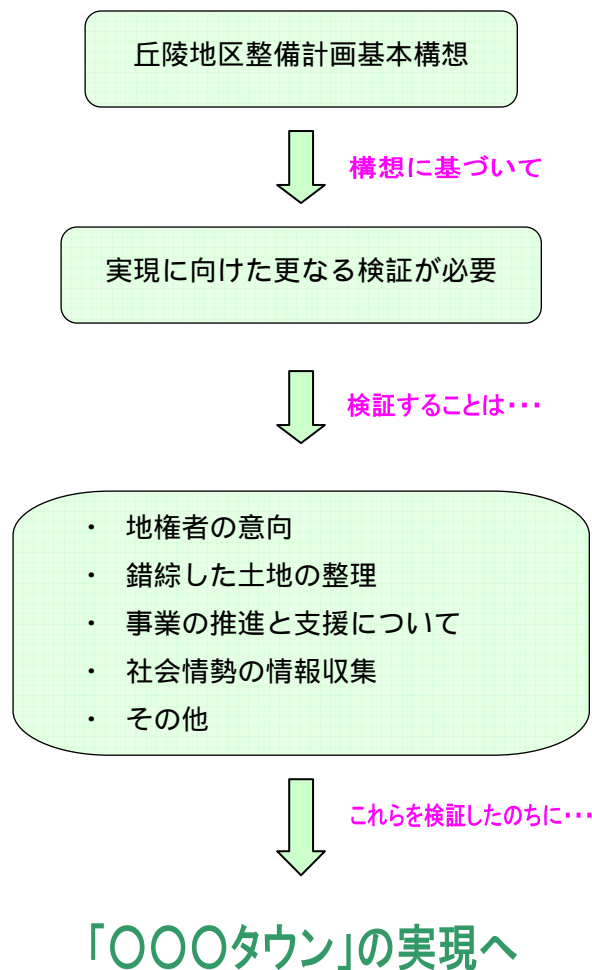 丘陵地区整備計画基本構想
構想に基づいて
実現に向けた更なる検証が必要
検証することは・・・
・ 地権者の意向
・ 錯綜した土地の整理
・ 事業の推進と支援について
・ 社会情勢の情報収集
・ その他
これらを検証したのちに・・・
「〇〇〇タウン」の実現へ